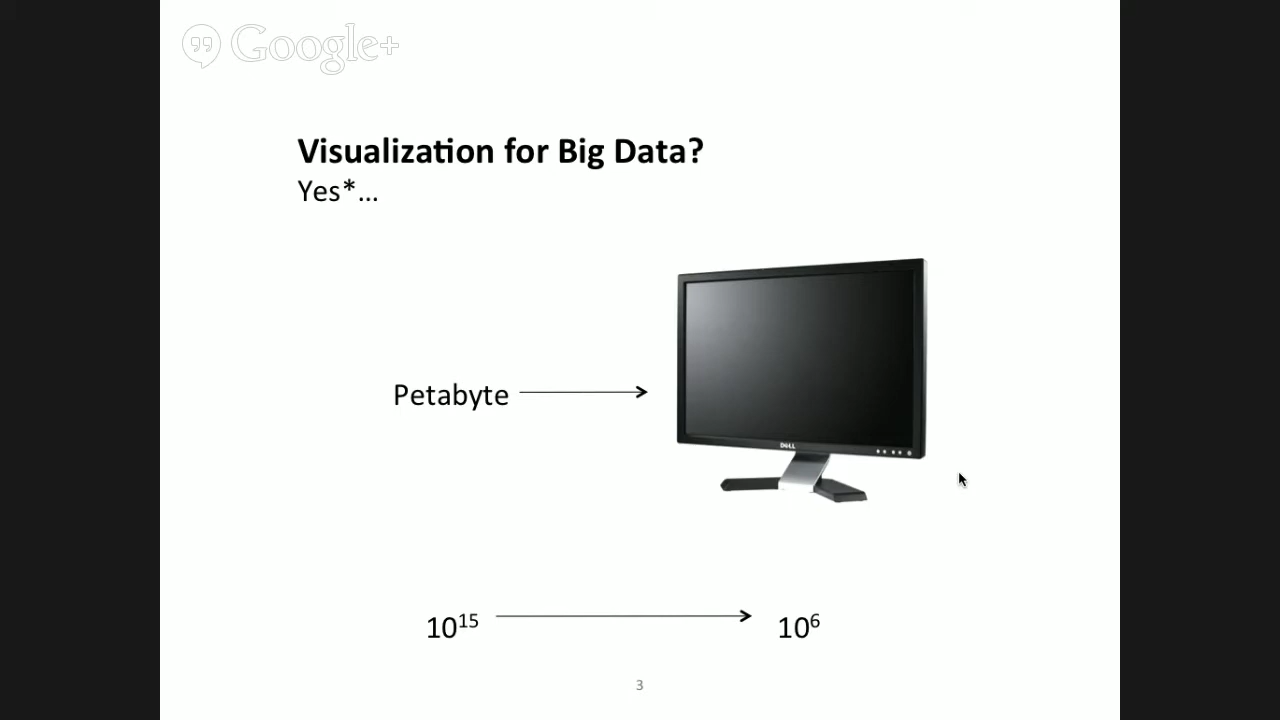 Google+
Visualization for Big Data?
Yes*...
Petabyte
DELL
10¹⁵
10⁶
3